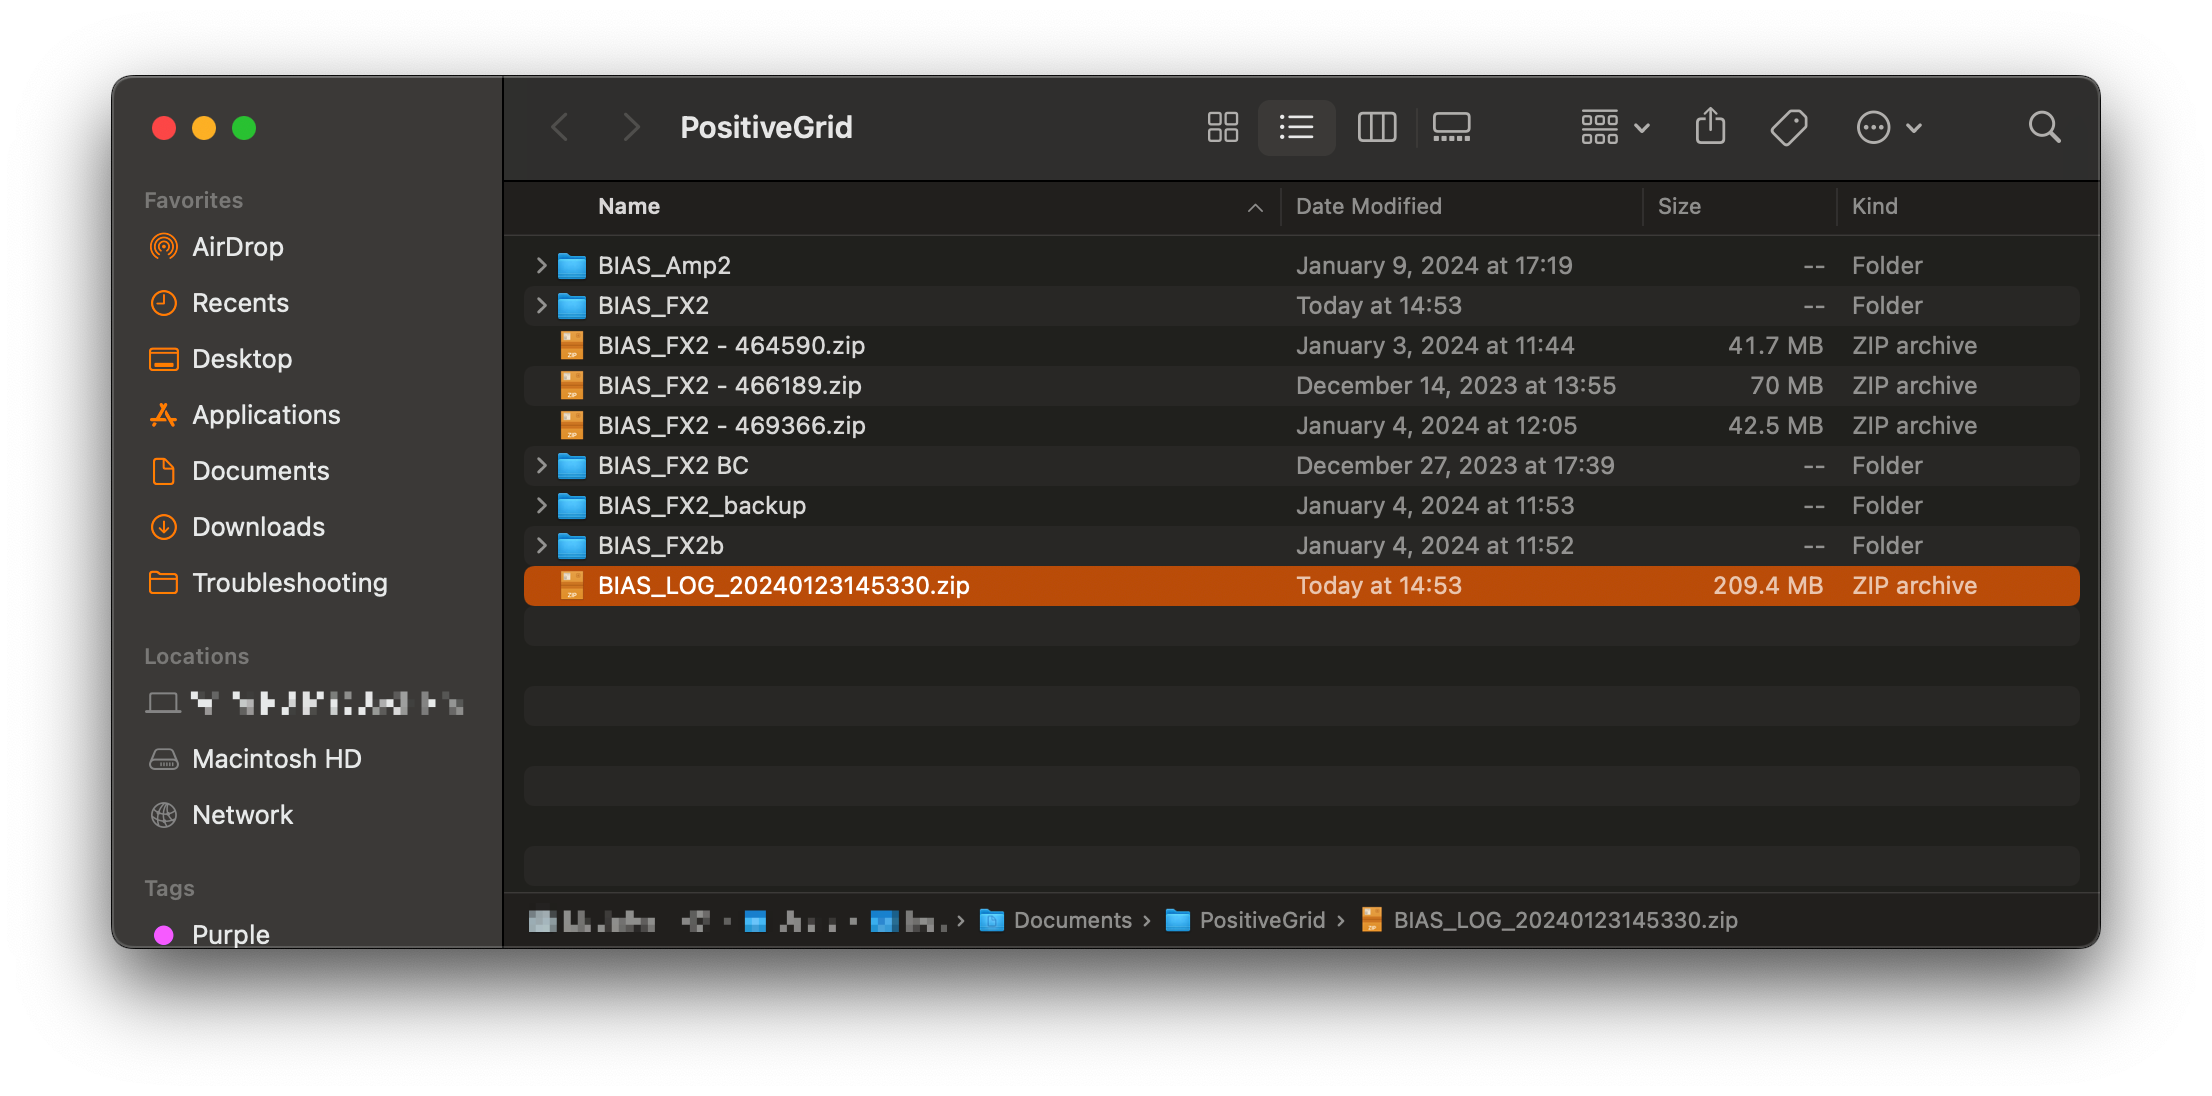 PositiveGrid
Favorites
AirDrop
Recents
Desktop
Applications
Documents
Downloads
Troubleshooting
Locations
Macintosh HD
Network
Tags
Purple
Name Date Modified Size Kind
BIAS_Amp2 January 9, 2024 at 17:19 -- Folder
BIAS_FX2 Today at 14:53 -- Folder
BIAS_FX2 - 464590.zip January 3, 2024 at 11:44 41.7 MB ZIP archive
BIAS_FX2 - 466189.zip December 14, 2023 at 13:55 70 MB ZIP archive
BIAS_FX2 - 469366.zip January 4, 2024 at 12:05 42.5 MB ZIP archive
BIAS_FX2 BC December 27, 2023 at 17:39 -- Folder
BIAS_FX2_backup January 4, 2024 at 11:53 -- Folder
BIAS_FX2b January 4, 2024 at 11:52 -- Folder
BIAS_LOG_20240123145330.zip Today at 14:53 209.4 MB ZIP archive
Documents › PositiveGrid › BIAS_LOG_20240123145330.zip